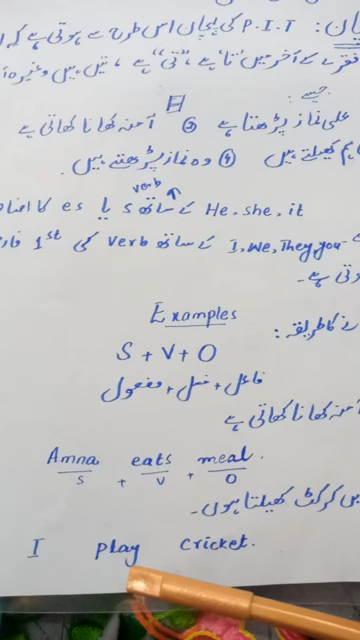 P.I.T کی پہچان اس طرح سے ہوتی ہے کہ
فقرے کے آخر میں "تا ہے، "تی" ہے، تے ہیں وغیرہ
جیسے:
علی نماز پڑھتا ہے ③ آمنہ کھانا کھاتی ہے
ہم کھیلتے ہیں ④ وہ نماز پڑھتے ہیں.
verb
He, she, it کے ساتھ s یا es کا
I, we, They, you کے ساتھ verb کی 1st
ہوتی ہے۔
Examples
کا طریقہ:
S + V + O
فاعل + فعل + مفعول
آمنہ کھانا کھاتی ہے
Amna eats meal.
S + V + O
میں کرکٹ کھیلتا ہوں۔
I play cricket.